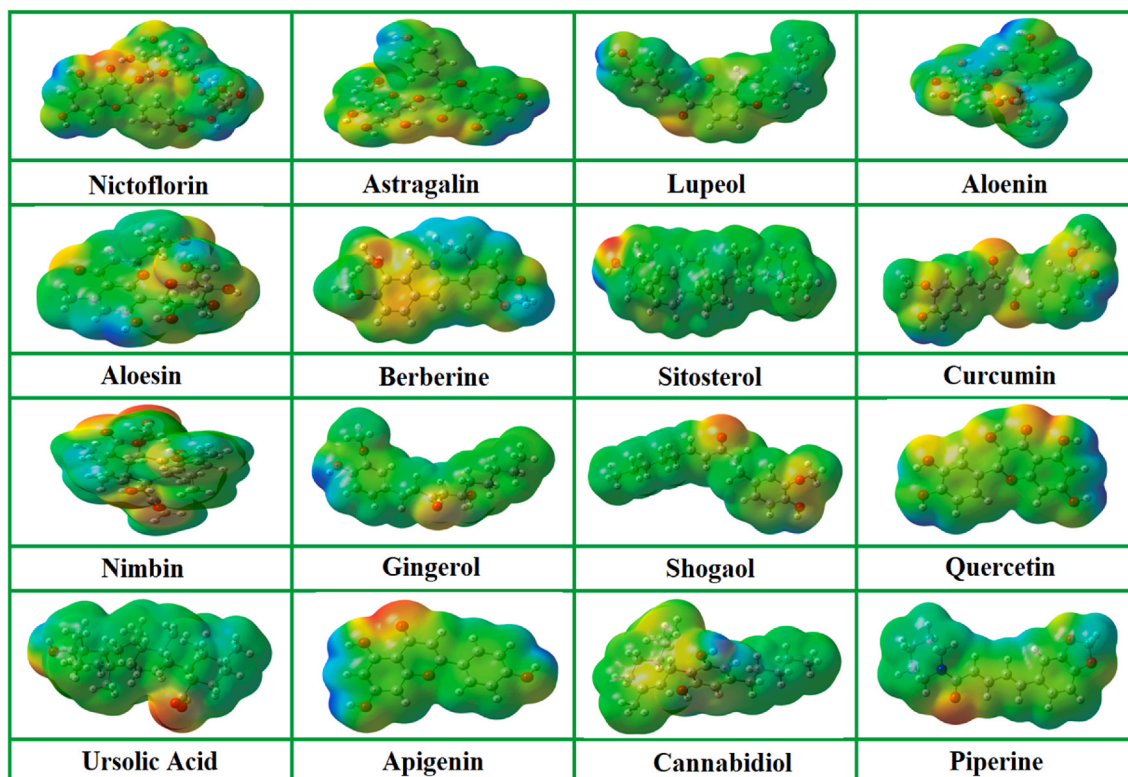 Nictoflorin
Astragalin
Lupeol
Aloenin
Aloesin
Berberine
Sitosterol
Curcumin
Nimbin
Gingerol
Shogaol
Quercetin
Ursolic Acid
Apigenin
Cannabidiol
Piperine